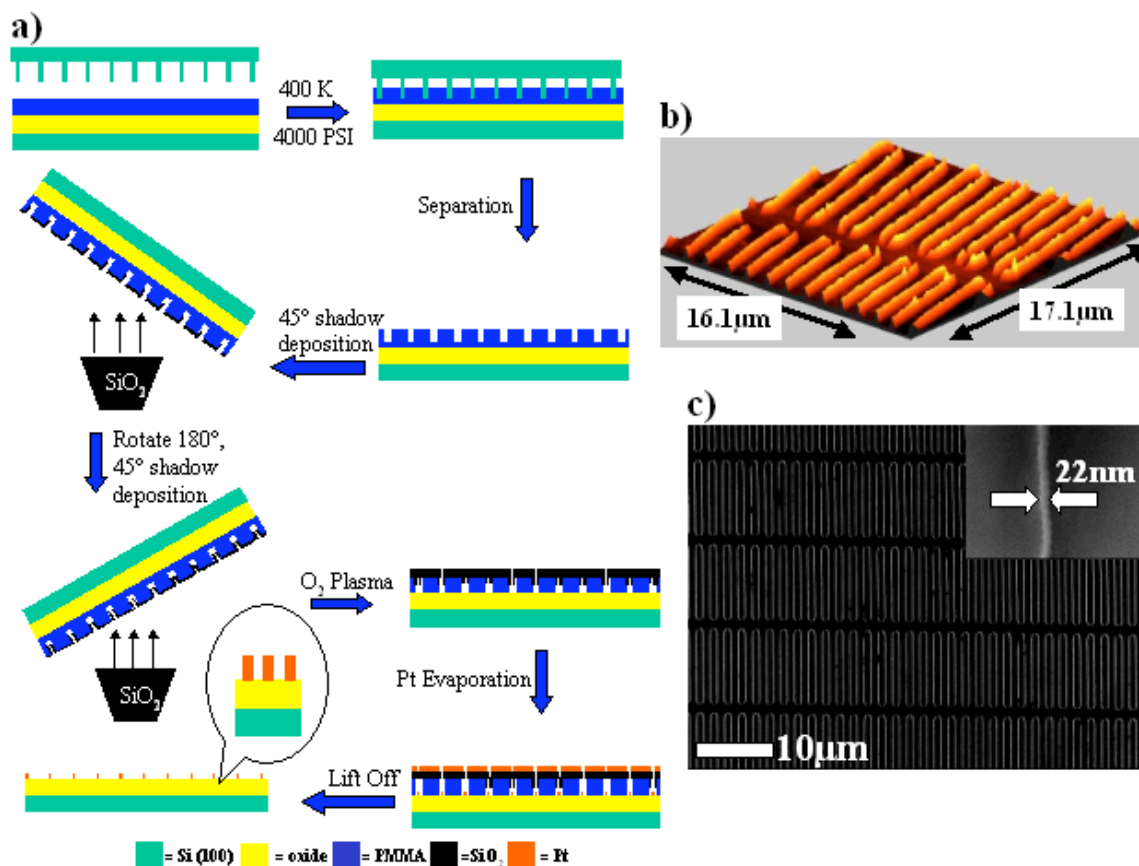 a)
400 K
4000 PSI
Separation
45° shadow
deposition
SiO2
Rotate 180°,
45° shadow
deposition
O2 Plasma
SiO2
Pt Evaporation
Lift Off
= Si (100) = oxide = PMMA =SiO2 = Pt
b)
16.1μm
17.1μm
c)
22nm
10μm